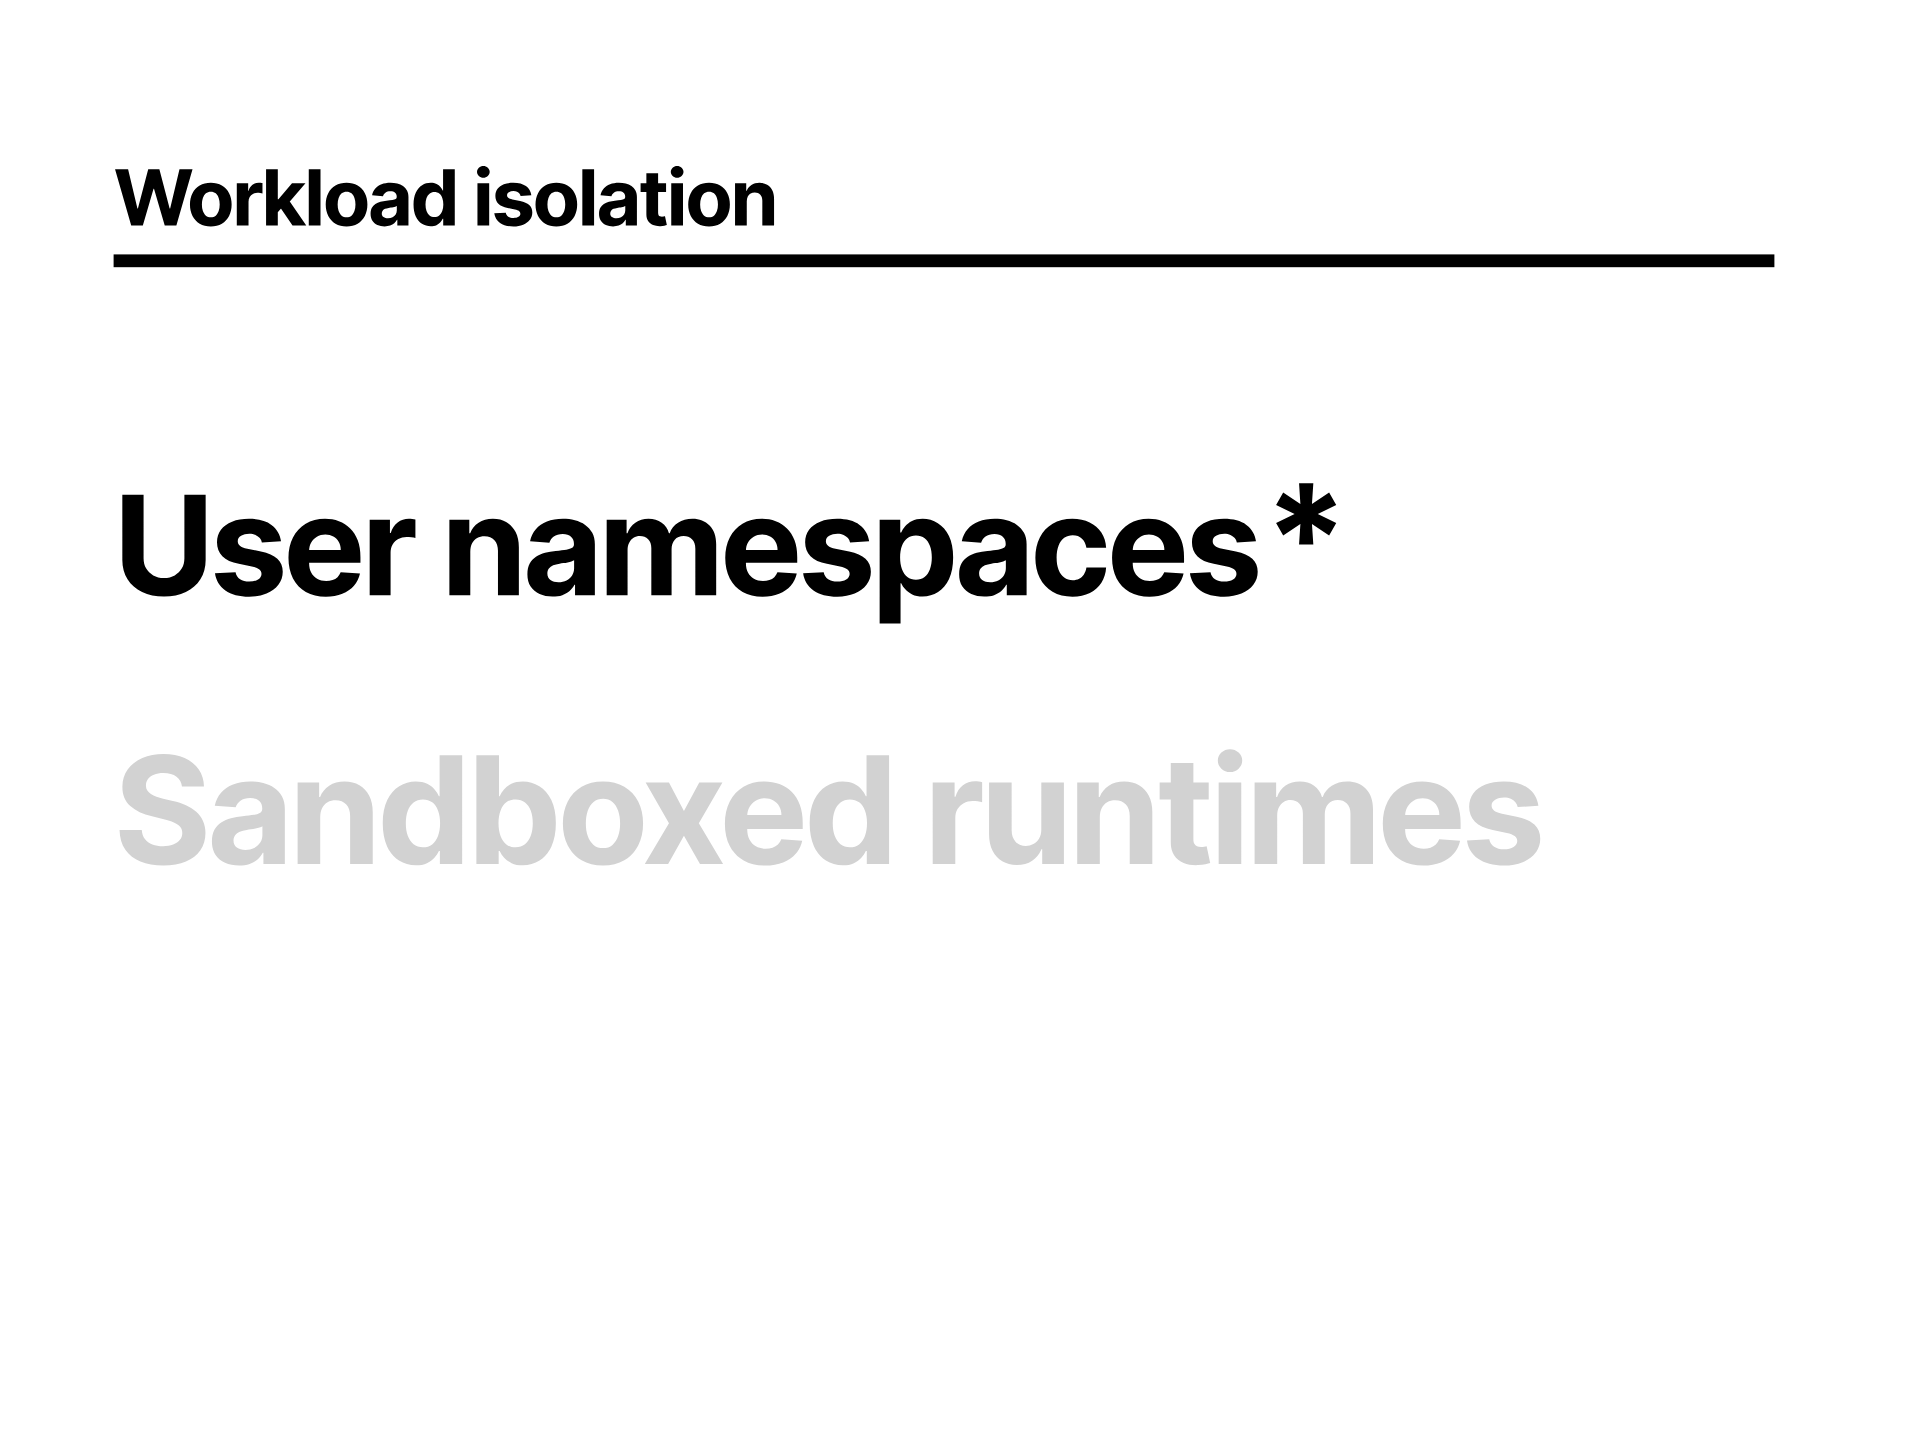 Workload isolation
User namespaces*
Sandboxed runtimes